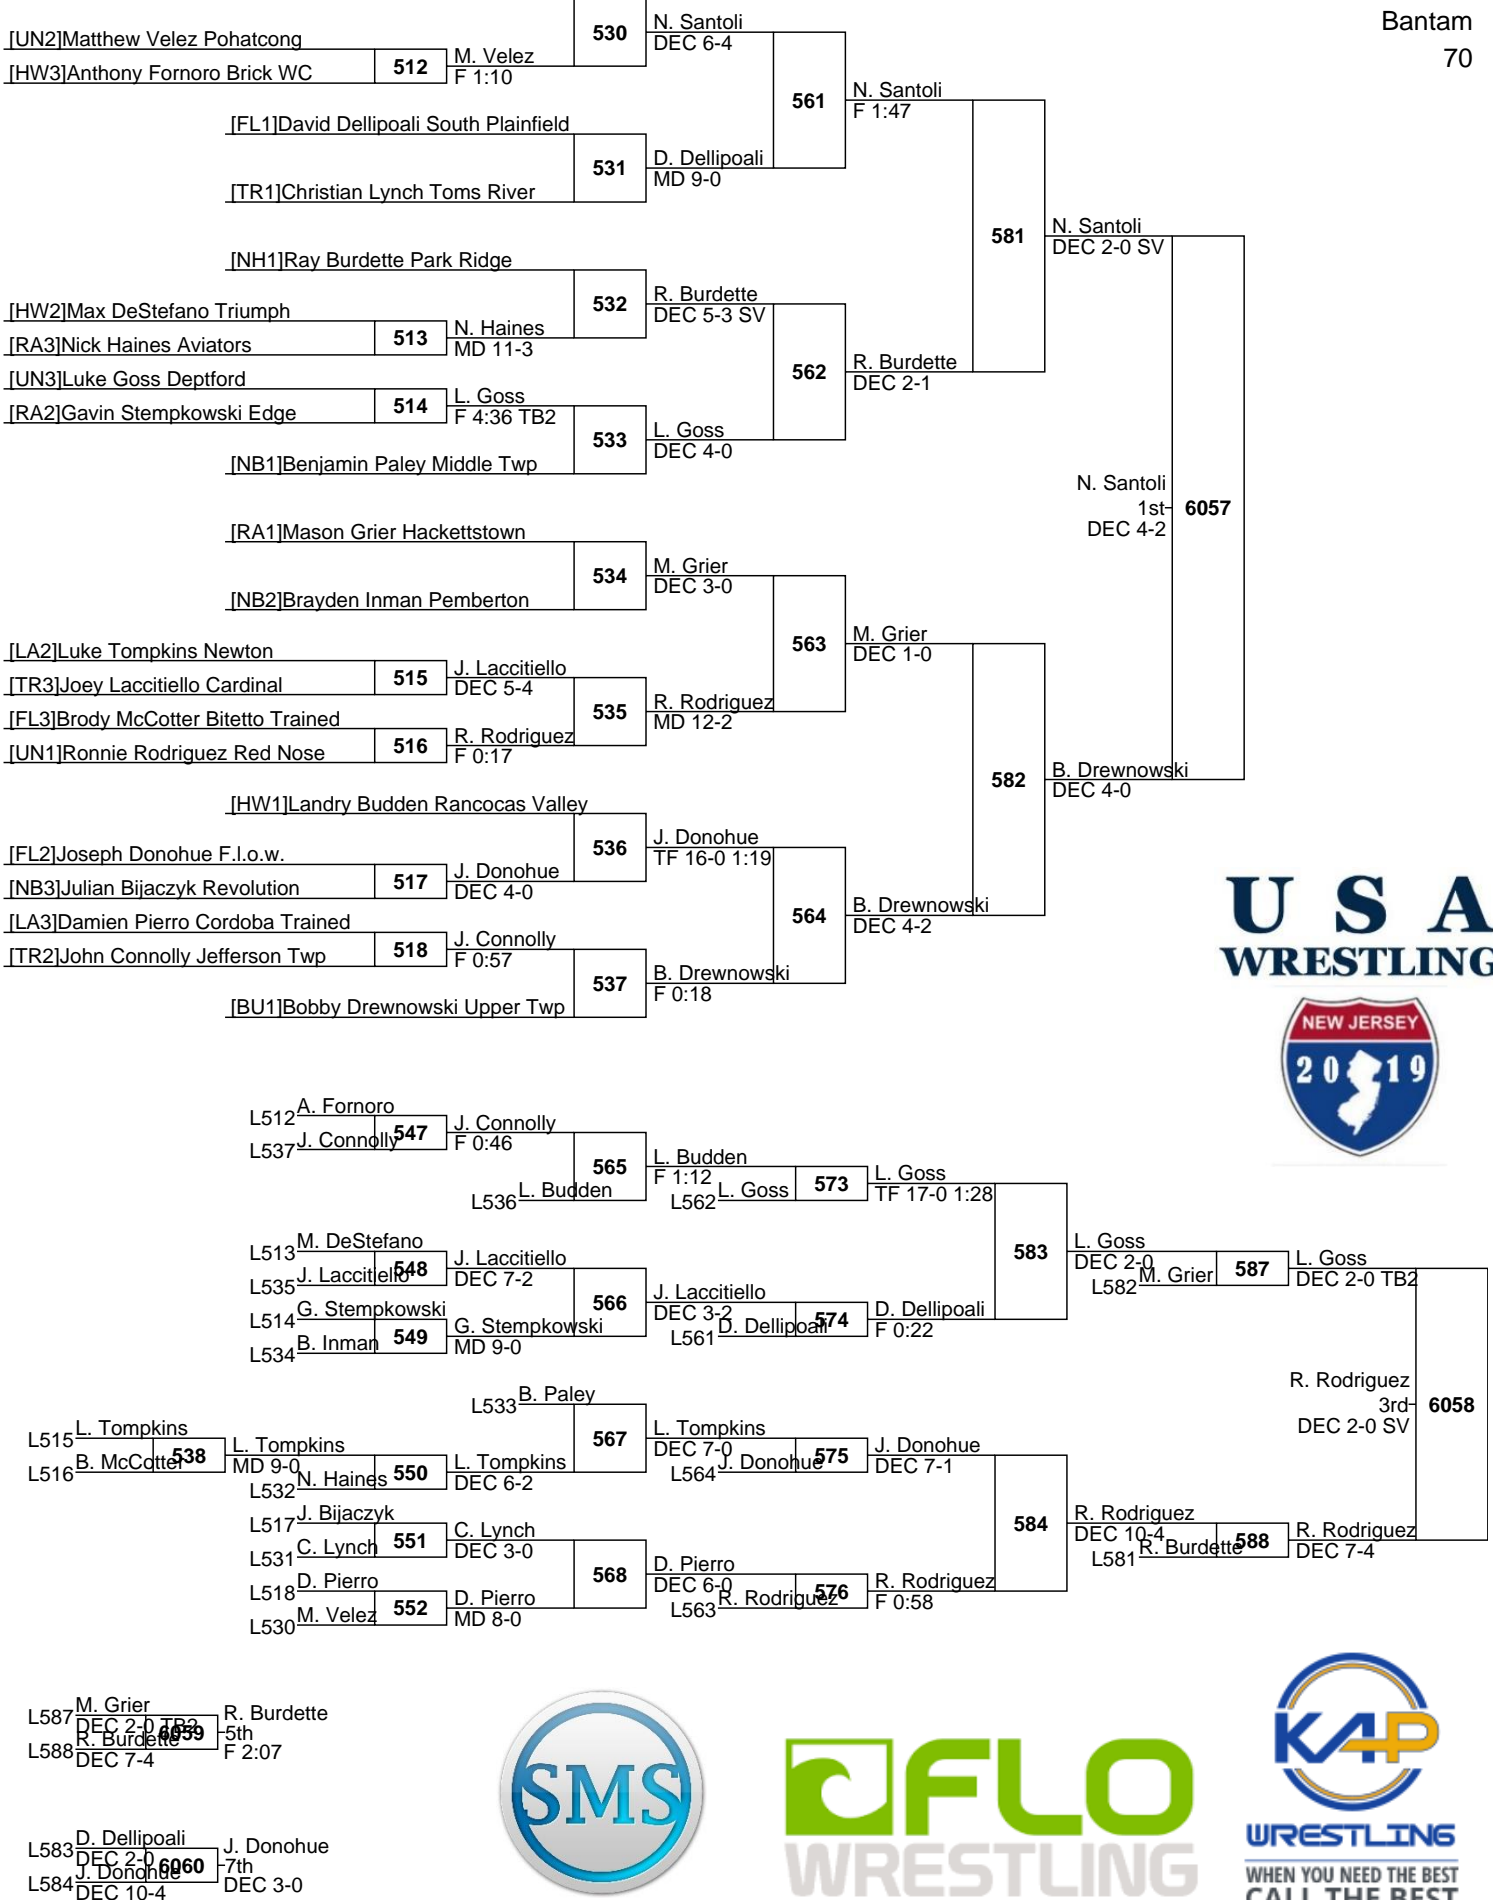 Bantam
70
[UN2]Matthew Velez Pohatcong
[HW3]Anthony Fornoro Brick WC
512
M. Velez
F 1:10
530
N. Santoli
DEC 6-4
[FL1]David Dellipoali South Plainfield
[TR1]Christian Lynch Toms River
531
D. Dellipoali
MD 9-0
561
N. Santoli
F 1:47
[NH1]Ray Burdette Park Ridge
[HW2]Max DeStefano Triumph
[RA3]Nick Haines Aviators
513
N. Haines
MD 11-3
532
R. Burdette
DEC 5-3 SV
[UN3]Luke Goss Deptford
[RA2]Gavin Stempkowski Edge
514
L. Goss
F 4:36 TB2
[NB1]Benjamin Paley Middle Twp
533
L. Goss
DEC 4-0
562
R. Burdette
DEC 2-1
581
N. Santoli
DEC 2-0 SV
[RA1]Mason Grier Hackettstown
[NB2]Brayden Inman Pemberton
534
M. Grier
DEC 3-0
[LA2]Luke Tompkins Newton
[TR3]Joey Laccitiello Cardinal
515
J. Laccitiello
DEC 5-4
[FL3]Brody McCotter Bitetto Trained
[UN1]Ronnie Rodriguez Red Nose
516
R. Rodriguez
F 0:17
535
R. Rodriguez
MD 12-2
563
M. Grier
DEC 1-0
[HW1]Landry Budden Rancocas Valley
[FL2]Joseph Donohue F.l.o.w.
[NB3]Julian Bijaczyk Revolution
517
J. Donohue
DEC 4-0
536
J. Donohue
TF 16-0 1:19
[LA3]Damien Pierro Cordoba Trained
[TR2]John Connolly Jefferson Twp
518
J. Connolly
F 0:57
[BU1]Bobby Drewnowski Upper Twp
537
B. Drewnowski
F 0:18
564
B. Drewnowski
DEC 4-2
582
B. Drewnowski
DEC 4-0
N. Santoli
1st
DEC 4-2
6057
U S A
WRESTLING
NEW JERSEY
20 19
L512 A. Fornoro
L537 J. Connolly
547
J. Connolly
F 0:46
L536 L. Budden
565
L. Budden
F 1:12
L562 L. Goss
573
L. Goss
TF 17-0 1:28
L513 M. DeStefano
L535 J. Laccitiello
548
J. Laccitiello
DEC 7-2
L514 G. Stempkowski
L534 B. Inman
549
G. Stempkowski
MD 9-0
566
J. Laccitiello
DEC 3-2
L561 D. Dellipoali
574
D. Dellipoali
F 0:22
583
L. Goss
DEC 2-0
L582 M. Grier
587
L. Goss
DEC 2-0 TB2
L533 B. Paley
L515 L. Tompkins
L516 B. McCotter
538
L. Tompkins
MD 9-0
L532 N. Haines
550
L. Tompkins
DEC 6-2
567
L. Tompkins
DEC 7-0
L564 J. Donohue
575
J. Donohue
DEC 7-1
L517 J. Bijaczyk
L531 C. Lynch
551
C. Lynch
DEC 3-0
L518 D. Pierro
L530 M. Velez
552
D. Pierro
MD 8-0
568
D. Pierro
DEC 6-0
L563 R. Rodriguez
576
R. Rodriguez
F 0:58
584
R. Rodriguez
DEC 10-4
L581 R. Burdette
588
R. Rodriguez
DEC 7-4
R. Rodriguez
3rd
DEC 2-0 SV
6058
L587 M. Grier
DEC 2-0 TB2
L588 R. Burdette
DEC 7-4
6059
R. Burdette
5th
F 2:07
L583 D. Dellipoali
DEC 2-0
L584 J. Donohue
DEC 10-4
6060
J. Donohue
7th
DEC 3-0
SMS
FLO
WRESTLING
KAP
WRESTLING
WHEN YOU NEED THE BEST
CALL THE BEST